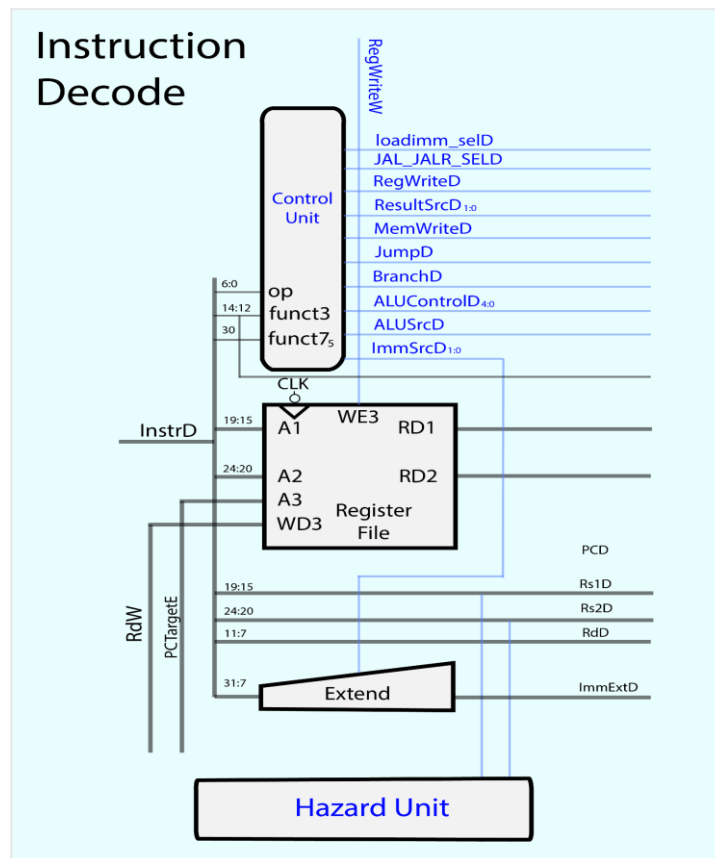 Instruction
Decode
RegWriteW
loadimm_selD
JAL_JALR_SELD
RegWriteD
Control
Unit
ResultSrcD1:0
MemWriteD
JumpD
BranchD
ALUControlD4:0
ALUSrcD
ImmSrcD1:0
6:0
op
14:12
funct3
30
funct75
CLK
InstrD
19:15
A1
WE3
RD1
24:20
A2
RD2
A3
WD3
Register
File
PCD
19:15
Rs1D
24:20
Rs2D
11:7
RdD
RdW
PCTargetE
31:7
Extend
ImmExtD
Hazard Unit